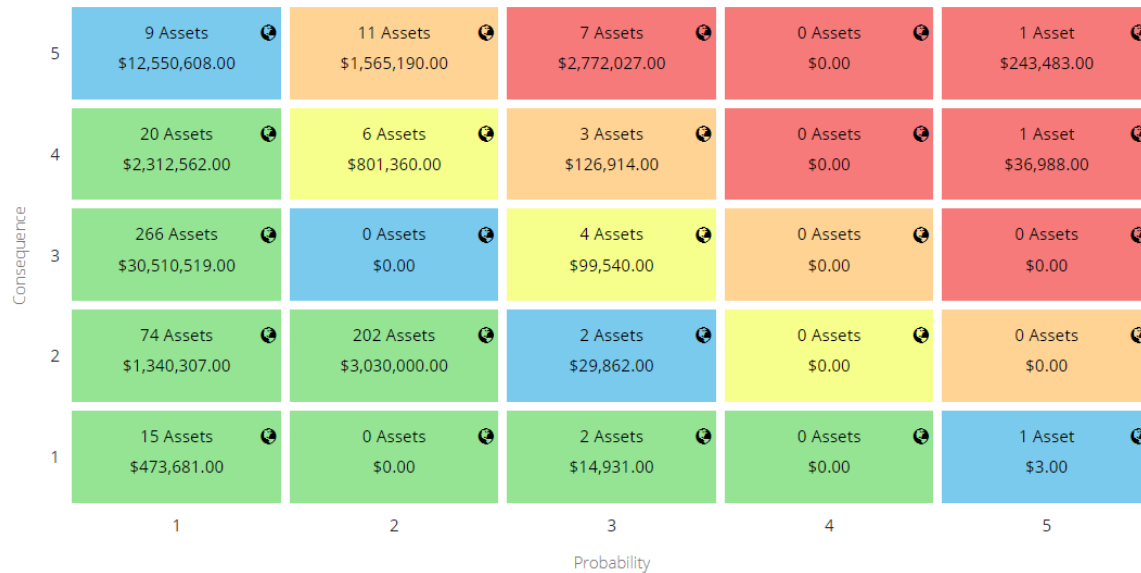 5
9 Assets
$12,550,608.00
11 Assets
$1,565,190.00
7 Assets
$2,772,027.00
0 Assets
$0.00
1 Asset
$243,483.00
4
20 Assets
$2,312,562.00
6 Assets
$801,360.00
3 Assets
$126,914.00
0 Assets
$0.00
1 Asset
$36,988.00
Consequence
3
266 Assets
$30,510,519.00
0 Assets
$0.00
4 Assets
$99,540.00
0 Assets
$0.00
0 Assets
$0.00
2
74 Assets
$1,340,307.00
202 Assets
$3,030,000.00
2 Assets
$29,862.00
0 Assets
$0.00
0 Assets
$0.00
1
15 Assets
$473,681.00
0 Assets
$0.00
2 Assets
$14,931.00
0 Assets
$0.00
1 Asset
$3.00
1 2 3 4 5
Probability